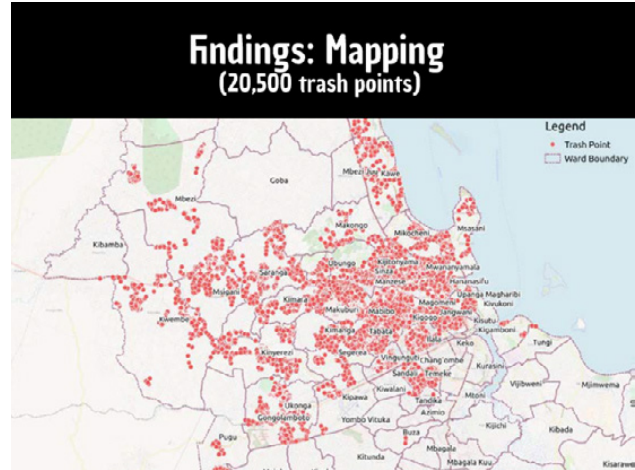 Findings: Mapping
(20,500 trash points)
Legend
Trash Point
Ward Boundary
Mbezi Juu Kawe
Goba
Mbezi
Kibamba
Makongo
Mikocheni
Msasani
Ubungo
Kijitonyama
Sinza
Mwananyamala
Saranga
Manzese
Hananasifu
Msigani
Upanga Magharibi
Kimara
Magomeni
Kivukoni
Makuburi
Mabibo
Jangwani
Kwembe
Kigogo
Kisutu
Kigamboni
Kimanga
Tabata
Ilala
Tungi
Kinyerezi
Segerea
Keko
Vingunguti
Chang'ombe
Kurasini
Sandali
Temeke
Vijibweni
Mjimwema
Kiwalani
Ukonga
Kipawa
Tandika
Mtoni
Gongolamboto
Azimio
Yombo Vituka
Kijichi
Kibada
Pugu
Buza
Mbagala
Kitunda
Mbagala Kuu
Kisarawe